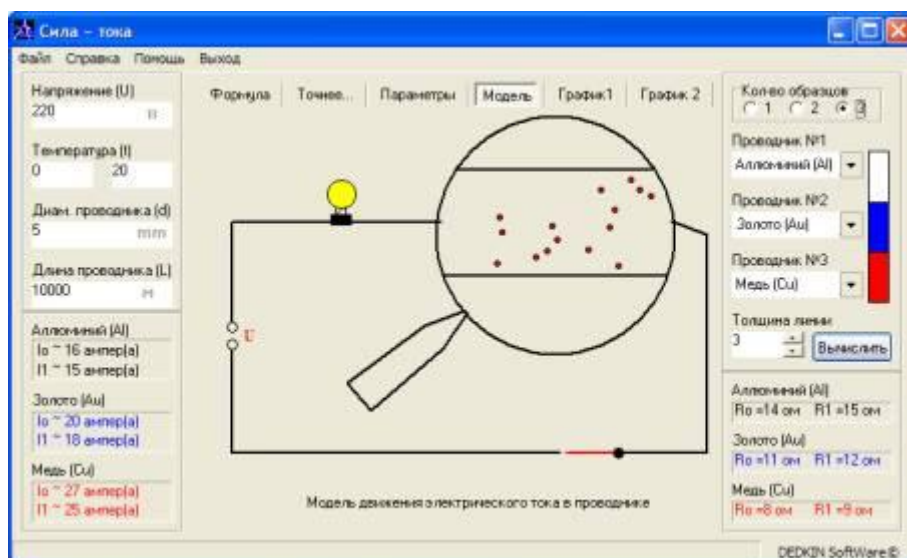 Сила - тока
Файл Справка Помощь Выход
Напряжение (U)
220
Температура (t)
0 20
Диам. проводника (d)
5 mm
Длина проводника (L)
10000 м
Аллюминий (Al)
Io ~ 16 ампер(а)
I1 ~ 15 ампер(а)
Золото (Au)
Io ~ 20 ампер(а)
I1 ~ 18 ампер(а)
Медь (Cu)
Io ~ 27 ампер(а)
I1 ~ 25 ампер(а)
Формула Точнее... Параметры Модель График1 График 2
U
Модель движения электрического тока в проводнике
Кол-во образцов
1 2 3
Проводник №1
Аллюминий (Al)
Проводник №2
Золото (Au)
Проводник №3
Медь (Cu)
Толщина линии
3 Вычислить
Аллюминий (Al)
Ro =14 ом R1 =15 ом
Золото (Au)
Ro =11 ом R1 =12 ом
Медь (Cu)
Ro =8 ом R1 =9 ом
DEDKIN SoftWare ©